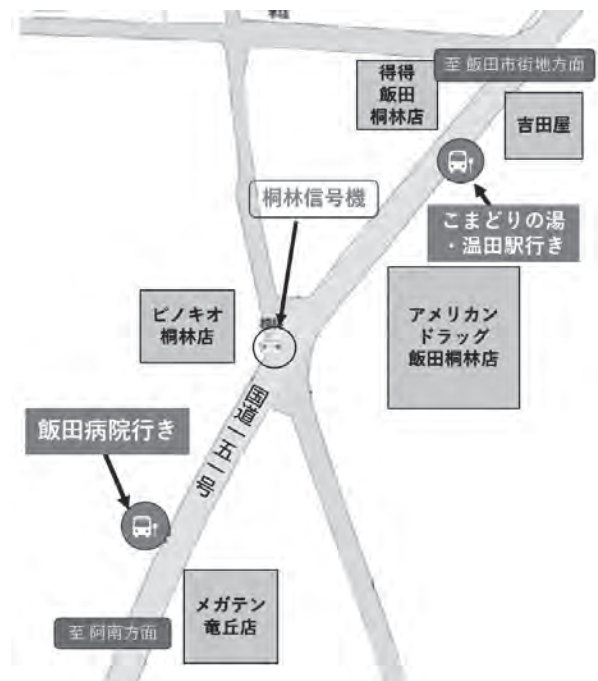 至 飯田市街地方面
得得
飯田
桐林店
吉田屋
桐林信号機
こまどりの湯
・温田駅行き
ピノキオ
桐林店
アメリカン
ドラッグ
飯田桐林店
国道一五一号
飯田病院行き
メガテン
竜丘店
至 阿南方面